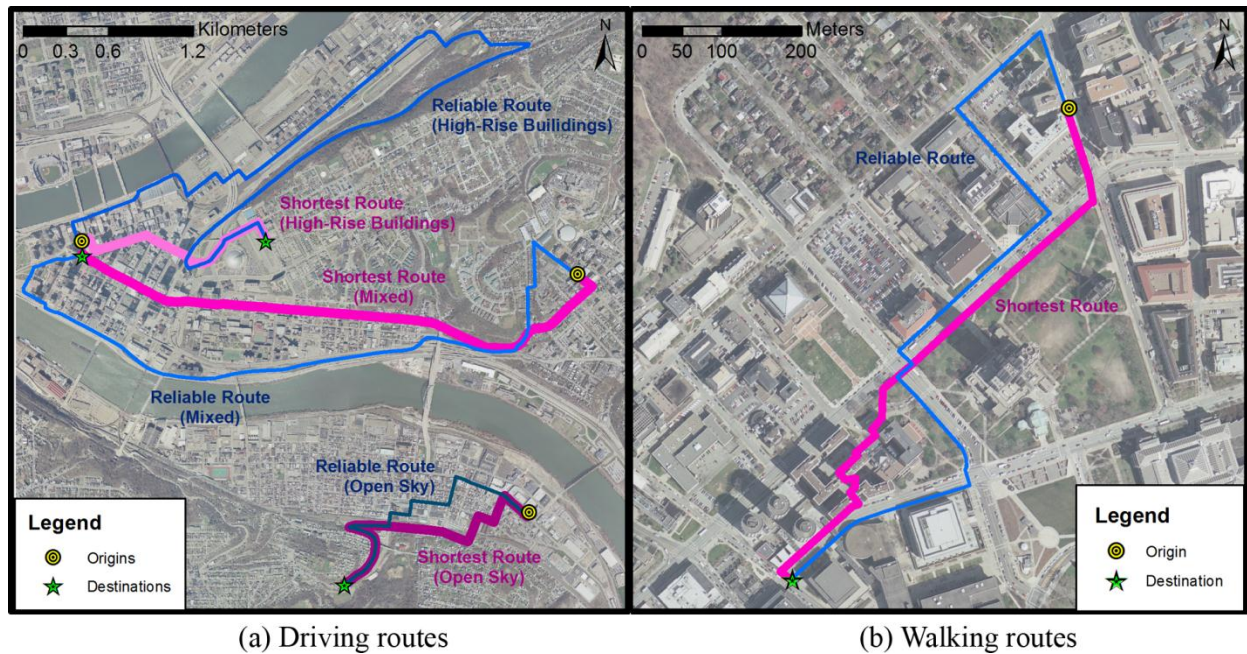 Kilometers
0 0.3 0.6 1.2
N
Reliable Route
(High-Rise Builidings)
Shortest Route
(High-Rise Buildings)
Shortest Route
(Mixed)
Reliable Route
(Mixed)
Reliable Route
(Open Sky)
Shortest Route
(Open Sky)
Legend
Origins
Destinations
(a) Driving routes
Meters
0 50 100 200
N
Reliable Route
Shortest Route
Legend
Origin
Destination
(b) Walking routes